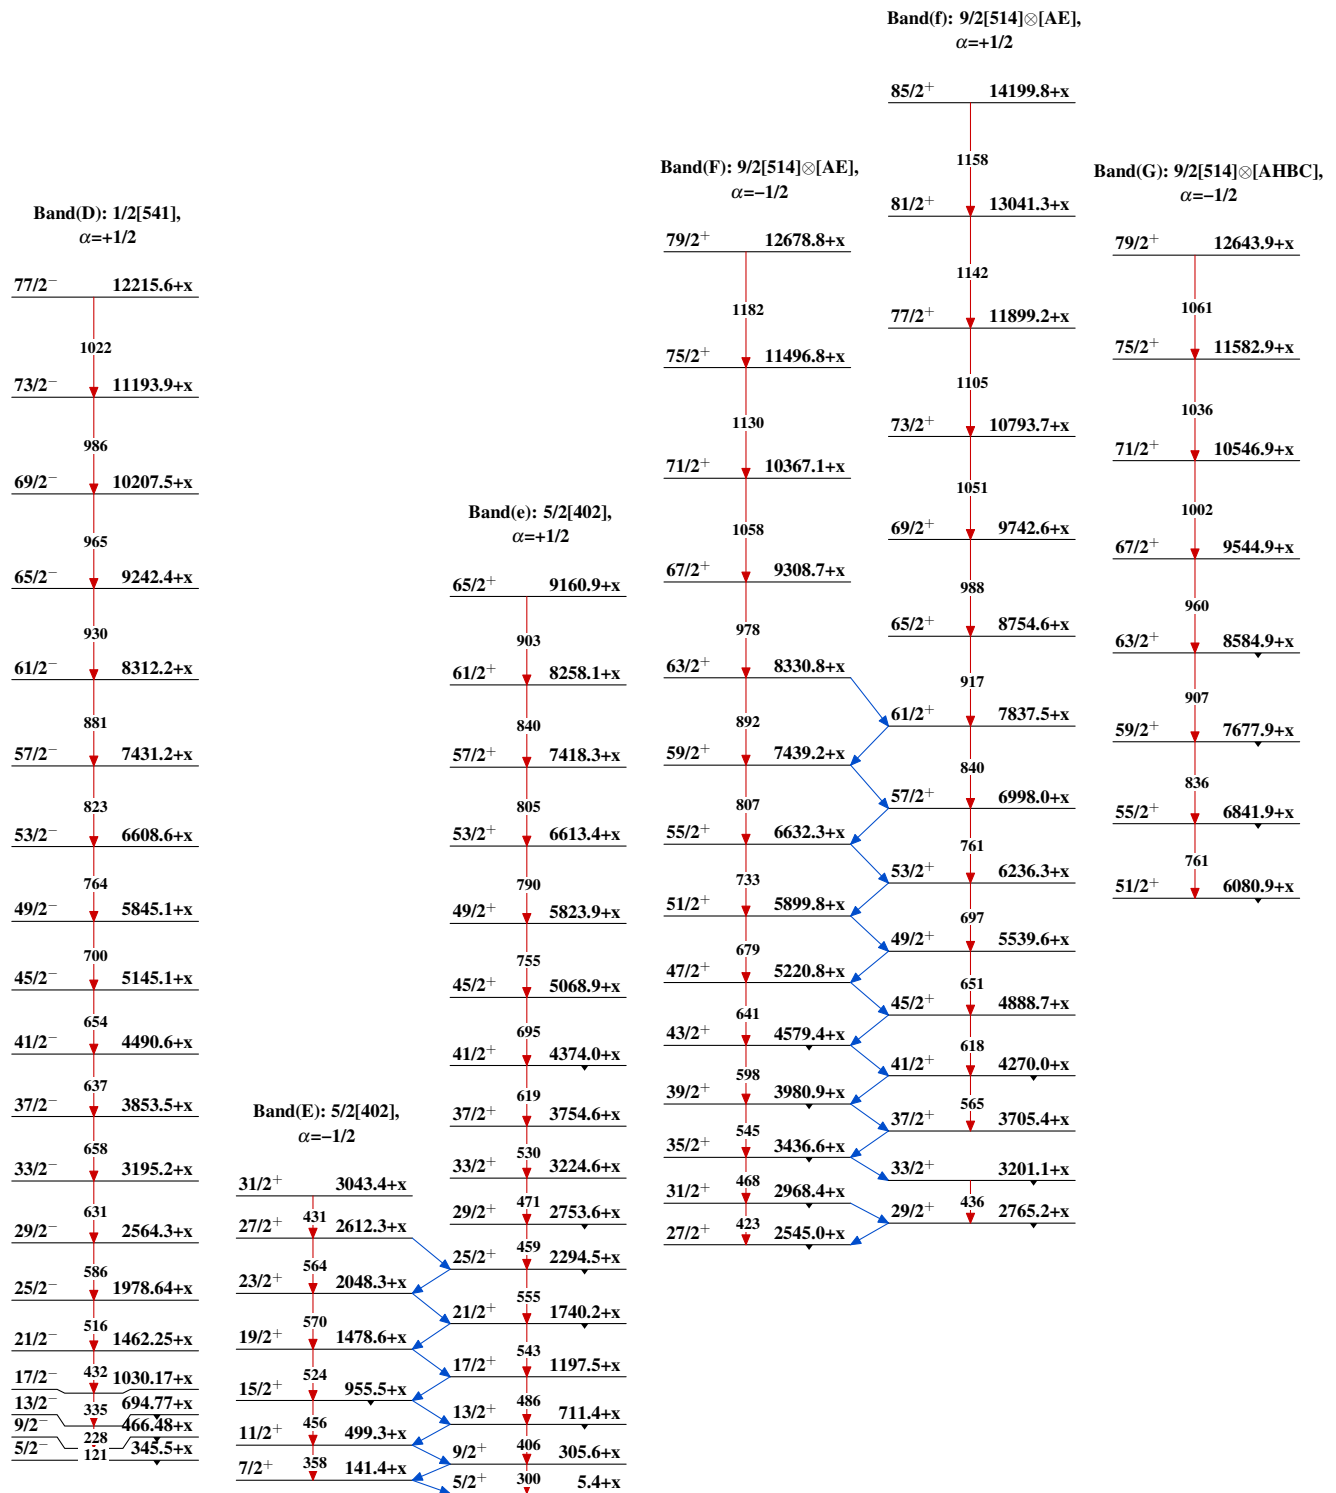 Band(D): 1/2[541],
α=+1/2
77/2⁻ 12215.6+x
1022
73/2⁻ 11193.9+x
986
69/2⁻ 10207.5+x
965
65/2⁻ 9242.4+x
930
61/2⁻ 8312.2+x
881
57/2⁻ 7431.2+x
823
53/2⁻ 6608.6+x
764
49/2⁻ 5845.1+x
700
45/2⁻ 5145.1+x
654
41/2⁻ 4490.6+x
637
37/2⁻ 3853.5+x
658
33/2⁻ 3195.2+x
631
29/2⁻ 2564.3+x
586
25/2⁻ 1978.64+x
516
21/2⁻ 1462.25+x
432
17/2⁻ 1030.17+x
335
13/2⁻ 694.77+x
228
9/2⁻ 466.48+x
121
5/2⁻ 345.5+x
Band(E): 5/2[402],
α=−1/2
31/2⁺ 3043.4+x
431
27/2⁺ 2612.3+x
564
23/2⁺ 2048.3+x
570
19/2⁺ 1478.6+x
524
15/2⁺ 955.5+x
456
11/2⁺ 499.3+x
358
7/2⁺ 141.4+x
Band(e): 5/2[402],
α=+1/2
65/2⁺ 9160.9+x
903
61/2⁺ 8258.1+x
840
57/2⁺ 7418.3+x
805
53/2⁺ 6613.4+x
790
49/2⁺ 5823.9+x
755
45/2⁺ 5068.9+x
695
41/2⁺ 4374.0+x
619
37/2⁺ 3754.6+x
530
33/2⁺ 3224.6+x
471
29/2⁺ 2753.6+x
459
25/2⁺ 2294.5+x
555
21/2⁺ 1740.2+x
543
17/2⁺ 1197.5+x
486
13/2⁺ 711.4+x
406
9/2⁺ 305.6+x
300
5/2⁺ 5.4+x
Band(F): 9/2[514]⊗[AE],
α=−1/2
79/2⁺ 12678.8+x
1182
75/2⁺ 11496.8+x
1130
71/2⁺ 10367.1+x
1058
67/2⁺ 9308.7+x
978
63/2⁺ 8330.8+x
892
59/2⁺ 7439.2+x
807
55/2⁺ 6632.3+x
733
51/2⁺ 5899.8+x
679
47/2⁺ 5220.8+x
641
43/2⁺ 4579.4+x
598
39/2⁺ 3980.9+x
545
35/2⁺ 3436.6+x
468
31/2⁺ 2968.4+x
423
27/2⁺ 2545.0+x
Band(f): 9/2[514]⊗[AE],
α=+1/2
85/2⁺ 14199.8+x
1158
81/2⁺ 13041.3+x
1142
77/2⁺ 11899.2+x
1105
73/2⁺ 10793.7+x
1051
69/2⁺ 9742.6+x
988
65/2⁺ 8754.6+x
917
61/2⁺ 7837.5+x
840
57/2⁺ 6998.0+x
761
53/2⁺ 6236.3+x
697
49/2⁺ 5539.6+x
651
45/2⁺ 4888.7+x
618
41/2⁺ 4270.0+x
565
37/2⁺ 3705.4+x
33/2⁺ 3201.1+x
436
29/2⁺ 2765.2+x
Band(G): 9/2[514]⊗[AHBC],
α=−1/2
79/2⁺ 12643.9+x
1061
75/2⁺ 11582.9+x
1036
71/2⁺ 10546.9+x
1002
67/2⁺ 9544.9+x
960
63/2⁺ 8584.9+x
907
59/2⁺ 7677.9+x
836
55/2⁺ 6841.9+x
761
51/2⁺ 6080.9+x